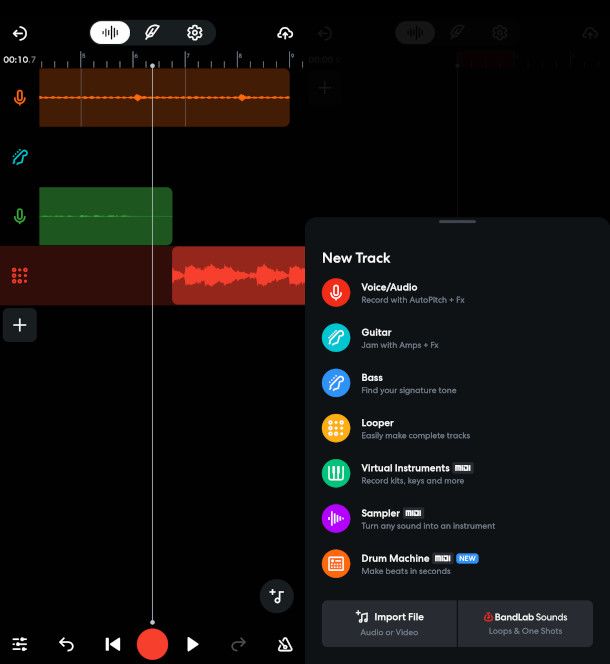 00:10.7
5
6
7
8
9
New Track
Voice/Audio
Record with AutoPitch + Fx
Guitar
Jam with Amps + Fx
Bass
Find your signature tone
Looper
Easily make complete tracks
Virtual Instruments MIDI
Record kits, keys and more
Sampler MIDI
Turn any sound into an instrument
Drum Machine MIDI NEW
Make beats in seconds
Import File
Audio or Video
BandLab Sounds
Loops & One Shots